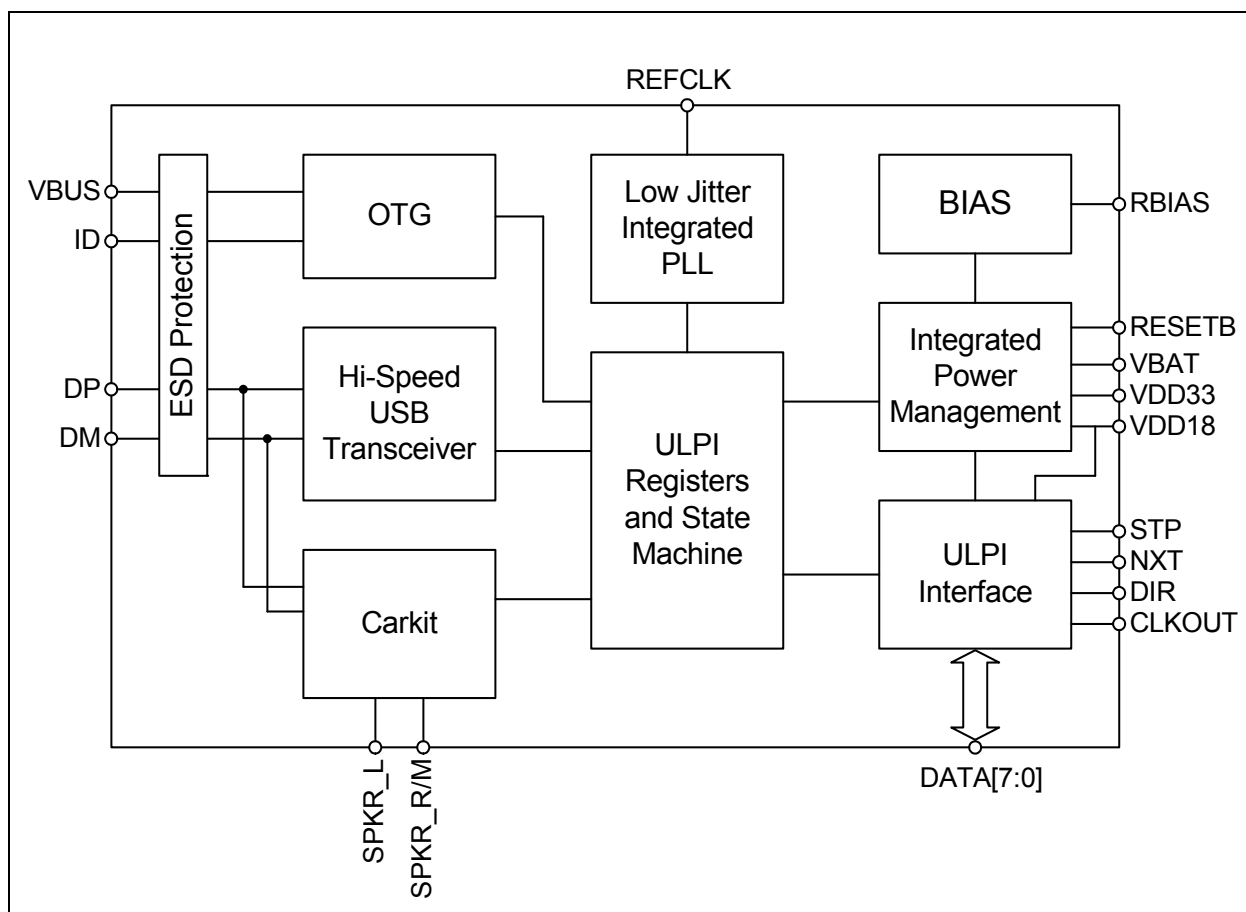 REFCLK
VBUS
ID
DP
DM
ESD Protection
OTG
Hi-Speed
USB
Transceiver
Carkit
SPKR_L
SPKR_R/M
Low Jitter
Integrated
PLL
ULPI
Registers
and State
Machine
BIAS
RBIAS
Integrated
Power
Management
RESETB
VBAT
VDD33
VDD18
ULPI
Interface
STP
NXT
DIR
CLKOUT
DATA[7:0]